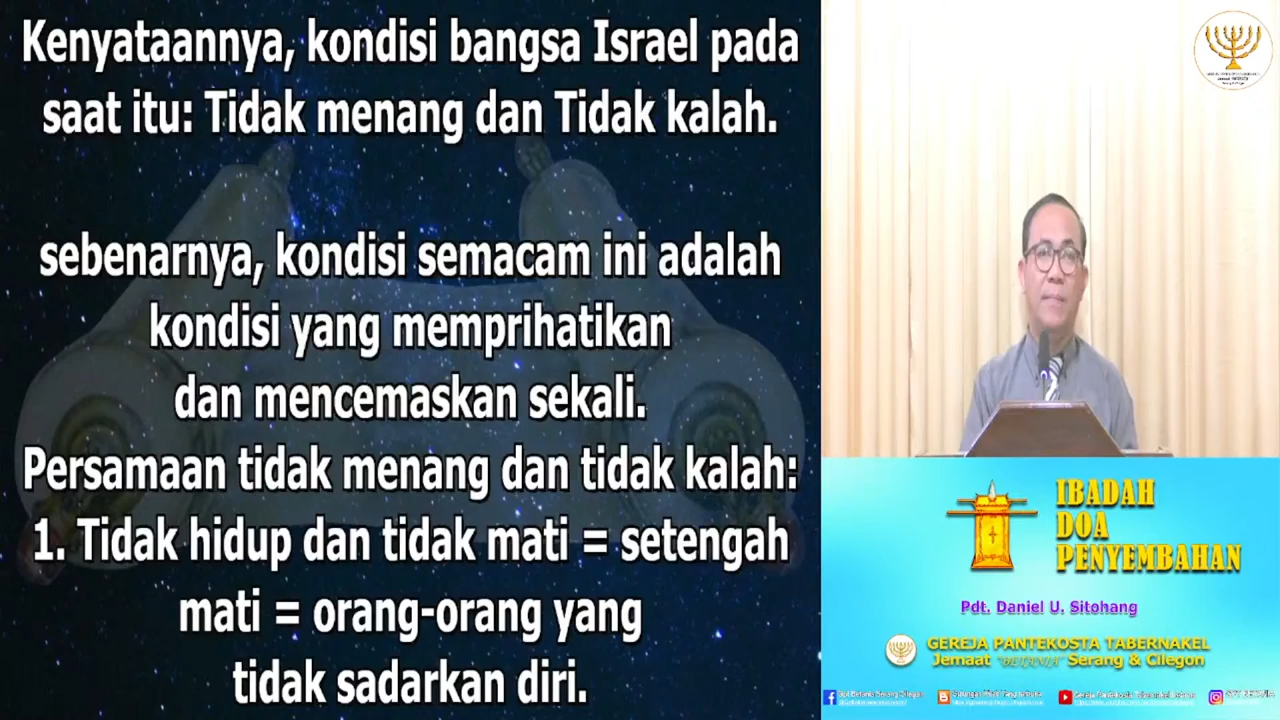 Kenyataannya, kondisi bangsa Israel pada
saat itu: Tidak menang dan Tidak kalah.
sebenarnya, kondisi semacam ini adalah
kondisi yang memprihatikan
dan mencemaskan sekali.
Persamaan tidak menang dan tidak kalah:
1. Tidak hidup dan tidak mati = setengah
mati = orang-orang yang
tidak sadarkan diri.
IBADAH
DOA
PENYEMBAHAN
Pdt. Daniel U. Sitohang
GEREJA PANTEKOSTA TABERNAKEL
Jemaat "BETANIA" Serang & Cilegon